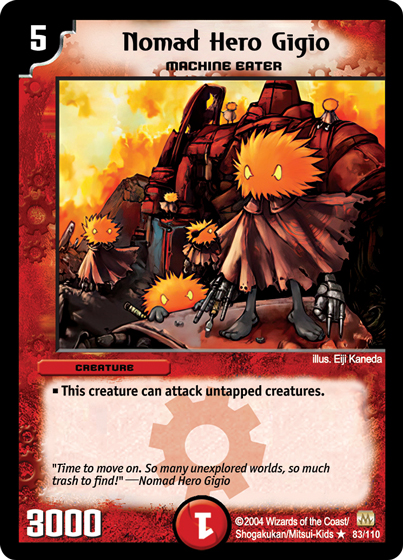 5 Nomad Hero Gigio
MACHINE EATER
illus. Eiji Kaneda
CREATURE
▪ This creature can attack untapped creatures.
"Time to move on. So many unexplored worlds, so much
trash to find!" —Nomad Hero Gigio
3000
1
©2004 Wizards of the Coast/
Shogakukan/Mitsui-Kids ★ 83/110